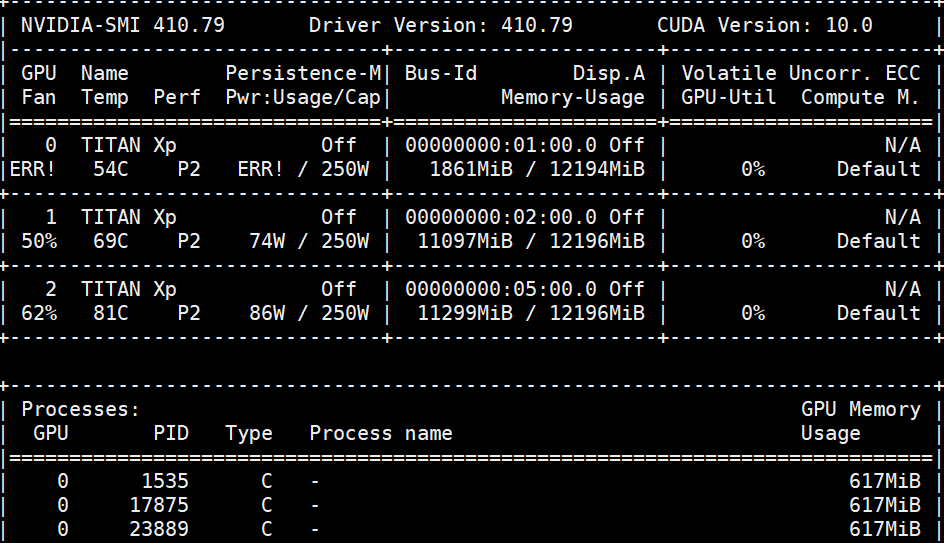 +-----------------------------------------------------------------------------+
| NVIDIA-SMI 410.79       Driver Version: 410.79       CUDA Version: 10.0     |
|-------------------------------+----------------------+----------------------+
| GPU  Name        Persistence-M| Bus-Id        Disp.A | Volatile Uncorr. ECC |
| Fan  Temp  Perf  Pwr:Usage/Cap|         Memory-Usage | GPU-Util  Compute M. |
|===============================+======================+======================|
|   0  TITAN Xp            Off  | 00000000:01:00.0 Off |                  N/A |
|ERR!   54C    P2   ERR! / 250W |   1861MiB / 12194MiB |      0%      Default |
+-------------------------------+----------------------+----------------------+
|   1  TITAN Xp            Off  | 00000000:02:00.0 Off |                  N/A |
| 50%   69C    P2    74W / 250W |  11097MiB / 12196MiB |      0%      Default |
+-------------------------------+----------------------+----------------------+
|   2  TITAN Xp            Off  | 00000000:05:00.0 Off |                  N/A |
| 62%   81C    P2    86W / 250W |  11299MiB / 12196MiB |      0%      Default |
+-------------------------------+----------------------+----------------------+
+-----------------------------------------------------------------------------+
| Processes:                                                       GPU Memory |
|  GPU       PID   Type   Process name                             Usage      |
|=============================================================================|
|    0      1535      C   -                                            617MiB |
|    0     17875      C   -                                            617MiB |
|    0     23889      C   -                                            617MiB |